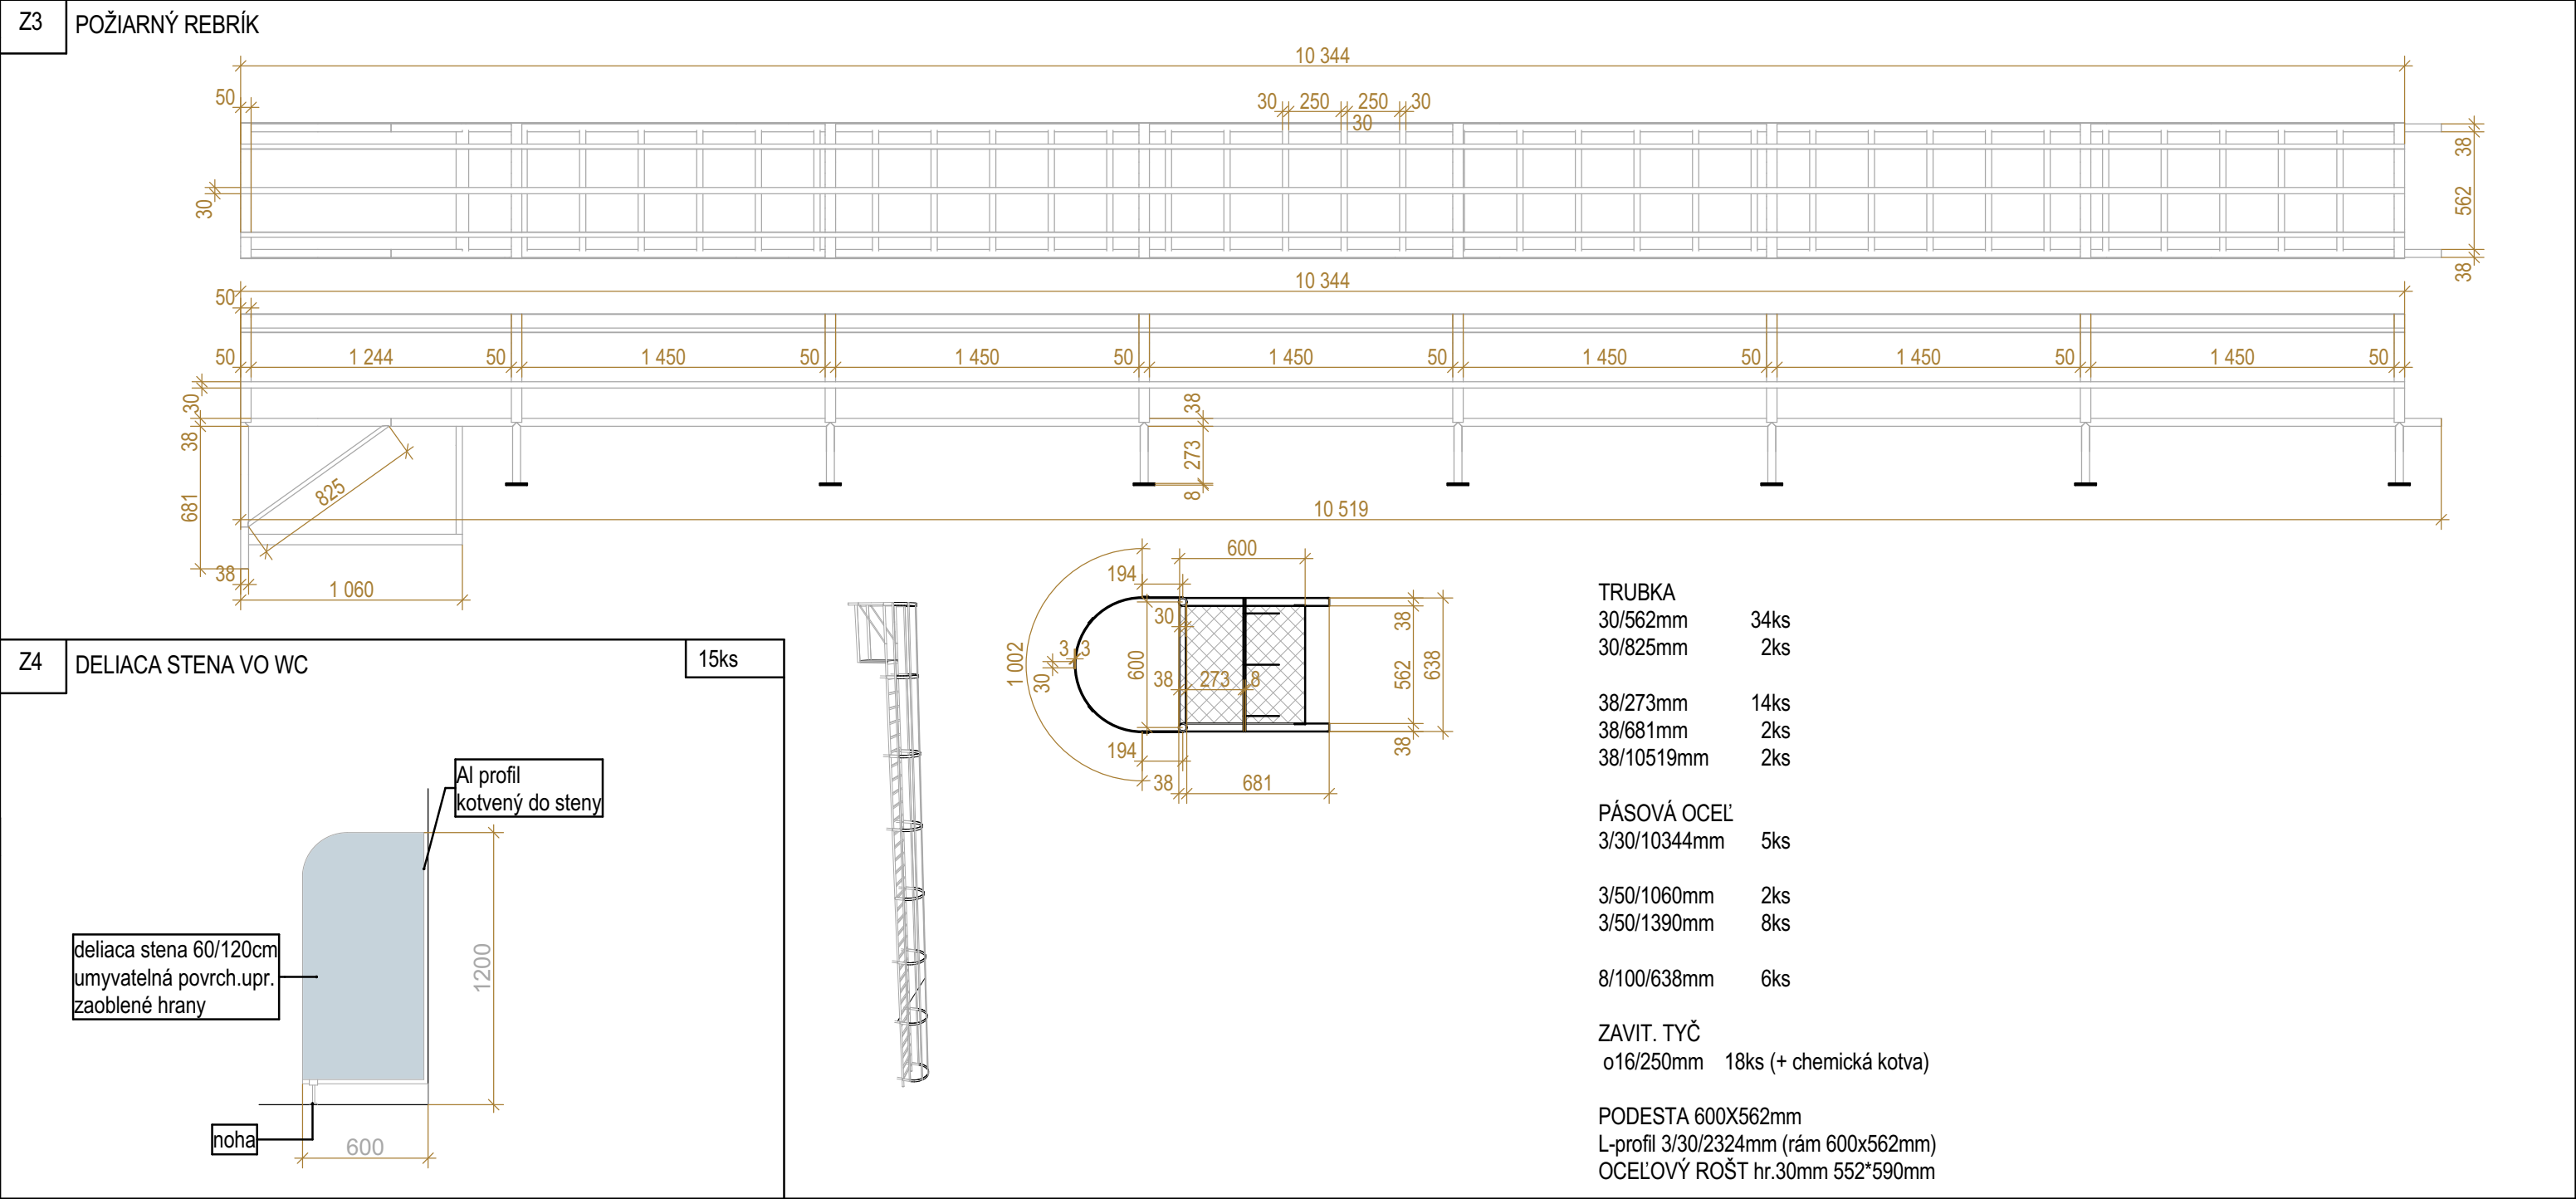 Z3
POŽIARNÝ REBRÍK
10 344
50
30 250 250 30
30
38
562
38
30
10 344
50
50 1 244 50 1 450 50 1 450 50 1 450 50 1 450 50 1 450 50 1 450 50
30
38
681
38
273
8
825
10 519
38
1 060
600
194
30
1 002
3 3
30
600
38 273 8
38
562
638
38
194
38 681
TRUBKA
30/562mm 34ks
30/825mm 2ks
38/273mm 14ks
38/681mm 2ks
38/10519mm 2ks
PÁSOVÁ OCEĽ
3/30/10344mm 5ks
3/50/1060mm 2ks
3/50/1390mm 8ks
8/100/638mm 6ks
ZAVIT. TYČ
o16/250mm 18ks (+ chemická kotva)
PODESTA 600X562mm
L-profil 3/30/2324mm (rám 600x562mm)
OCEĽOVÝ ROŠT hr.30mm 552*590mm
Z4
DELIACA STENA VO WC
15ks
Al profil
kotvený do steny
deliaca stena 60/120cm
umyvatelná povrch.upr.
zaoblené hrany
1200
noha
600